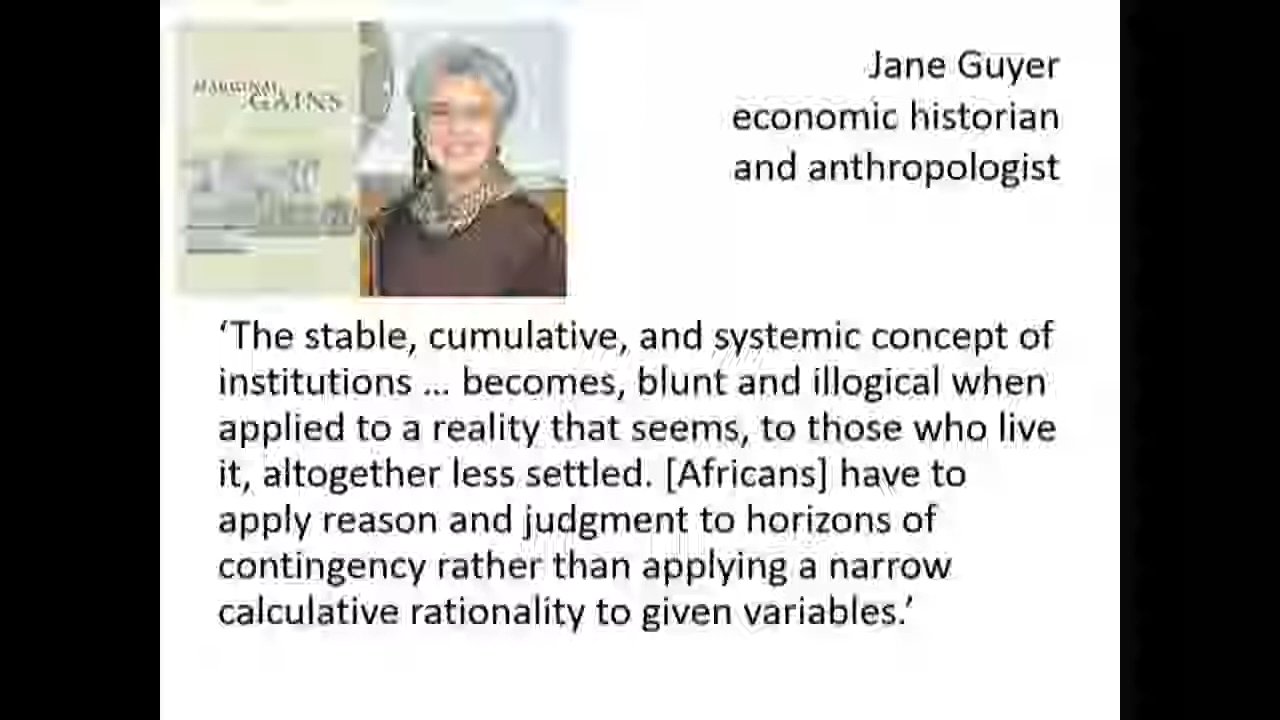 MARGINAL
GAINS
Jane Guyer
economic historian
and anthropologist
‘The stable, cumulative, and systemic concept of
institutions ... becomes, blunt and illogical when
applied to a reality that seems, to those who live
it, altogether less settled. [Africans] have to
apply reason and judgment to horizons of
contingency rather than applying a narrow
calculative rationality to given variables.’